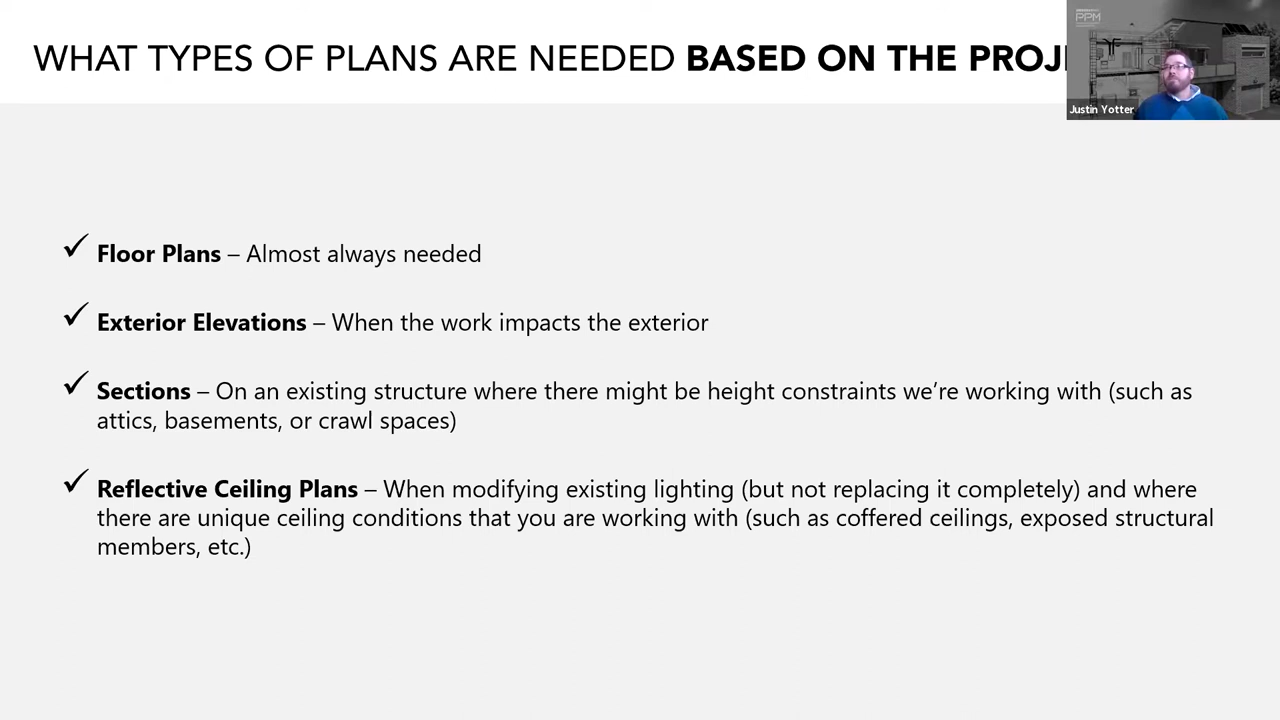 WHAT TYPES OF PLANS ARE NEEDED BASED ON THE PROJ
PPM
Justin Yotter
Floor Plans – Almost always needed
Exterior Elevations – When the work impacts the exterior
Sections – On an existing structure where there might be height constraints we’re working with (such as
attics, basements, or crawl spaces)
Reflective Ceiling Plans – When modifying existing lighting (but not replacing it completely) and where
there are unique ceiling conditions that you are working with (such as coffered ceilings, exposed structural
members, etc.)